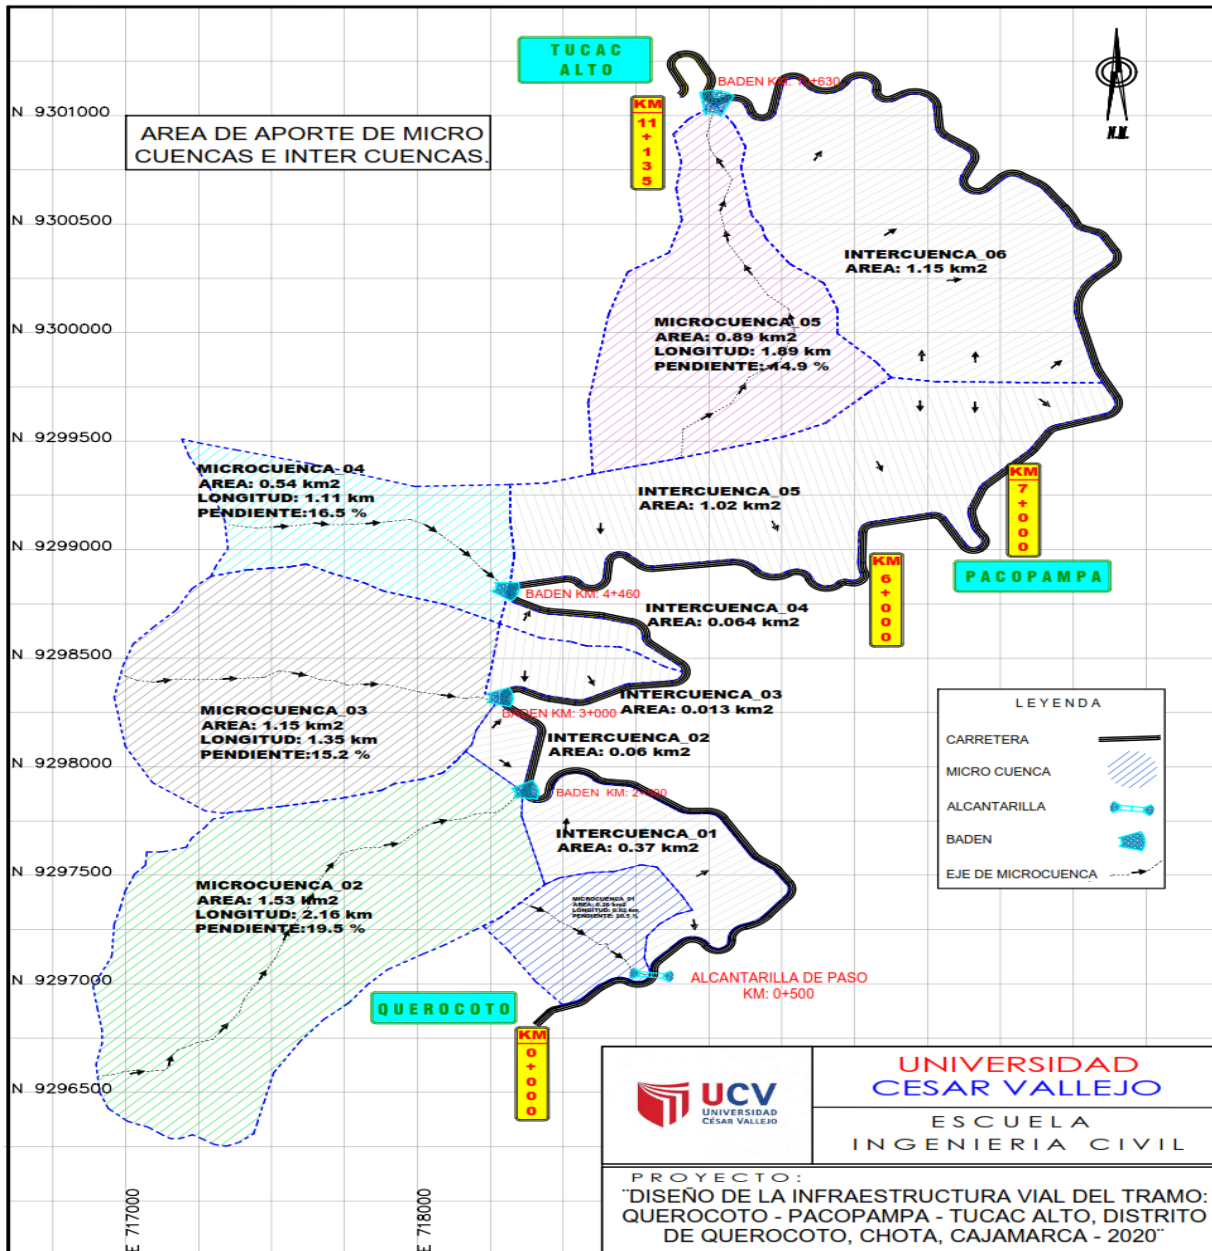 TUCAC
ALTO
N 9301000
AREA DE APORTE DE MICRO
CUENCAS E INTER CUENCAS.
KM
11+135
N.M.
N 9300500
INTERCUENCA_06
AREA: 1.15 km2
N 9300000
MICROCUENCA_05
AREA: 0.89 km2
LONGITUD: 1.89 km
PENDIENTE:14.9 %
N 9299500
MICROCUENCA_04
AREA: 0.54 km2
LONGITUD: 1.11 km
PENDIENTE:16.5 %
INTERCUENCA_05
AREA: 1.02 km2
KM
7+000
N 9299000
PACOPAMPA
KM
6+000
BADEN KM: 4+460
INTERCUENCA_04
AREA: 0.064 km2
N 9298500
INTERCUENCA_03
AREA: 0.013 km2
BADEN KM: 3+000
MICROCUENCA_03
AREA: 1.15 km2
LONGITUD: 1.35 km
PENDIENTE:15.2 %
INTERCUENCA_02
AREA: 0.06 km2
N 9298000
BADEN KM:
INTERCUENCA_01
AREA: 0.37 km2
N 9297500
MICROCUENCA_02
AREA: 1.53 km2
LONGITUD: 2.16 km
PENDIENTE:19.5 %
MICROCUENCA_01
N 9297000
ALCANTARILLA DE PASO
KM: 0+500
QUEROCOTO
KM
0+000
N 9296500
E 717000
E 718000
LEYENDA
CARRETERA
MICRO CUENCA
ALCANTARILLA
BADEN
EJE DE MICROCUENCA
UCV
UNIVERSIDAD
CÉSAR VALLEJO
UNIVERSIDAD
CESAR VALLEJO
ESCUELA
INGENIERIA CIVIL
PROYECTO:
"DISEÑO DE LA INFRAESTRUCTURA VIAL DEL TRAMO:
QUEROCOTO - PACOPAMPA - TUCAC ALTO, DISTRITO
DE QUEROCOTO, CHOTA, CAJAMARCA - 2020"